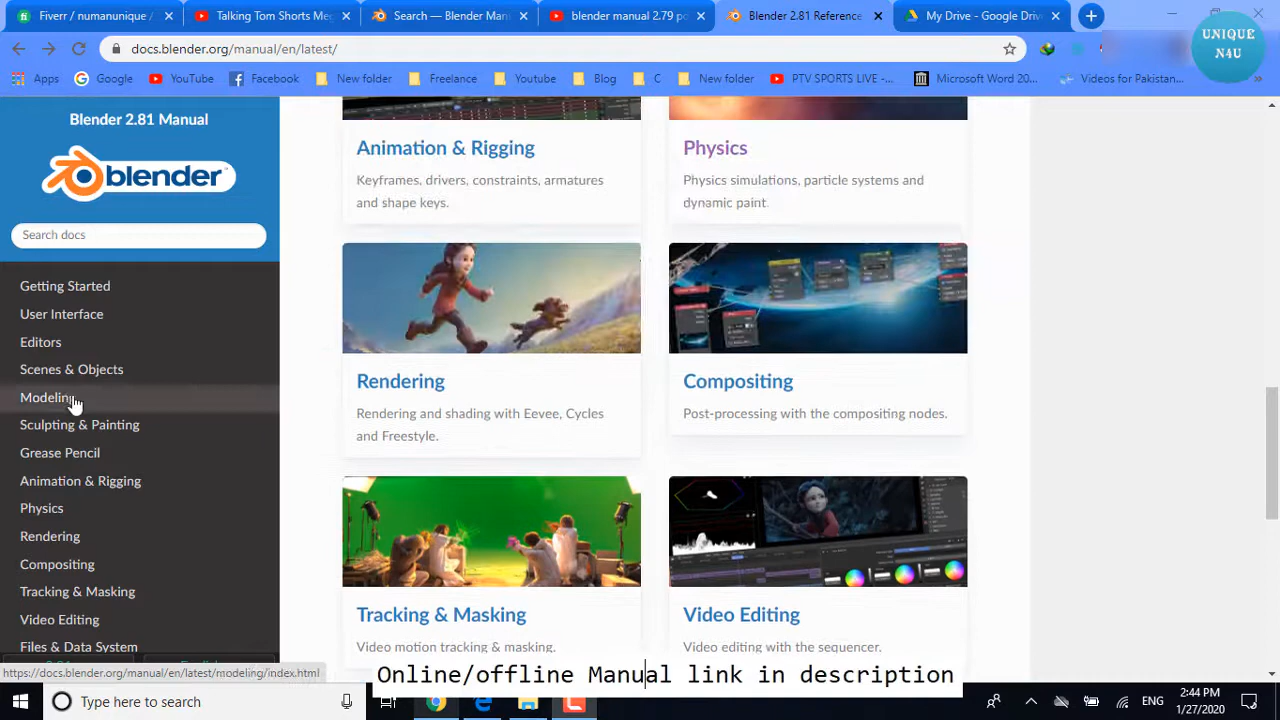 Fiverr / numanunique /
Talking Tom Shorts Me
Search — Blender Man
blender manual 2.79 p
Blender 2.81 Reference
My Drive - Google Dri
docs.blender.org/manual/en/latest/
UNIQUE
N4U
Apps
Google
YouTube
Facebook
New folder
Freelance
Youtube
Blog
C
New folder
PTV SPORTS LIVE -...
Microsoft Word 20...
Videos for Pakistan...
»
Blender 2.81 Manual
blender
Search docs
Getting Started
User Interface
Editors
Scenes & Objects
Modeling
Sculpting & Painting
Grease Pencil
Animation & Rigging
Physics
Rendering
Compositing
Tracking & Masking
Video Editing
Files & Data System
https://docs.blender.org/manual/en/latest/modeling/index.html
Animation & Rigging
Keyframes, drivers, constraints, armatures
and shape keys.
Physics
Physics simulations, particle systems and
dynamic paint.
Rendering
Rendering and shading with Eevee, Cycles
and Freestyle.
Compositing
Post-processing with the compositing nodes.
Tracking & Masking
Video motion tracking & masking.
Video Editing
Video editing with the sequencer.
Online/offline Manual link in description
Type here to search
ENG
2:44 PM
1/27/2020